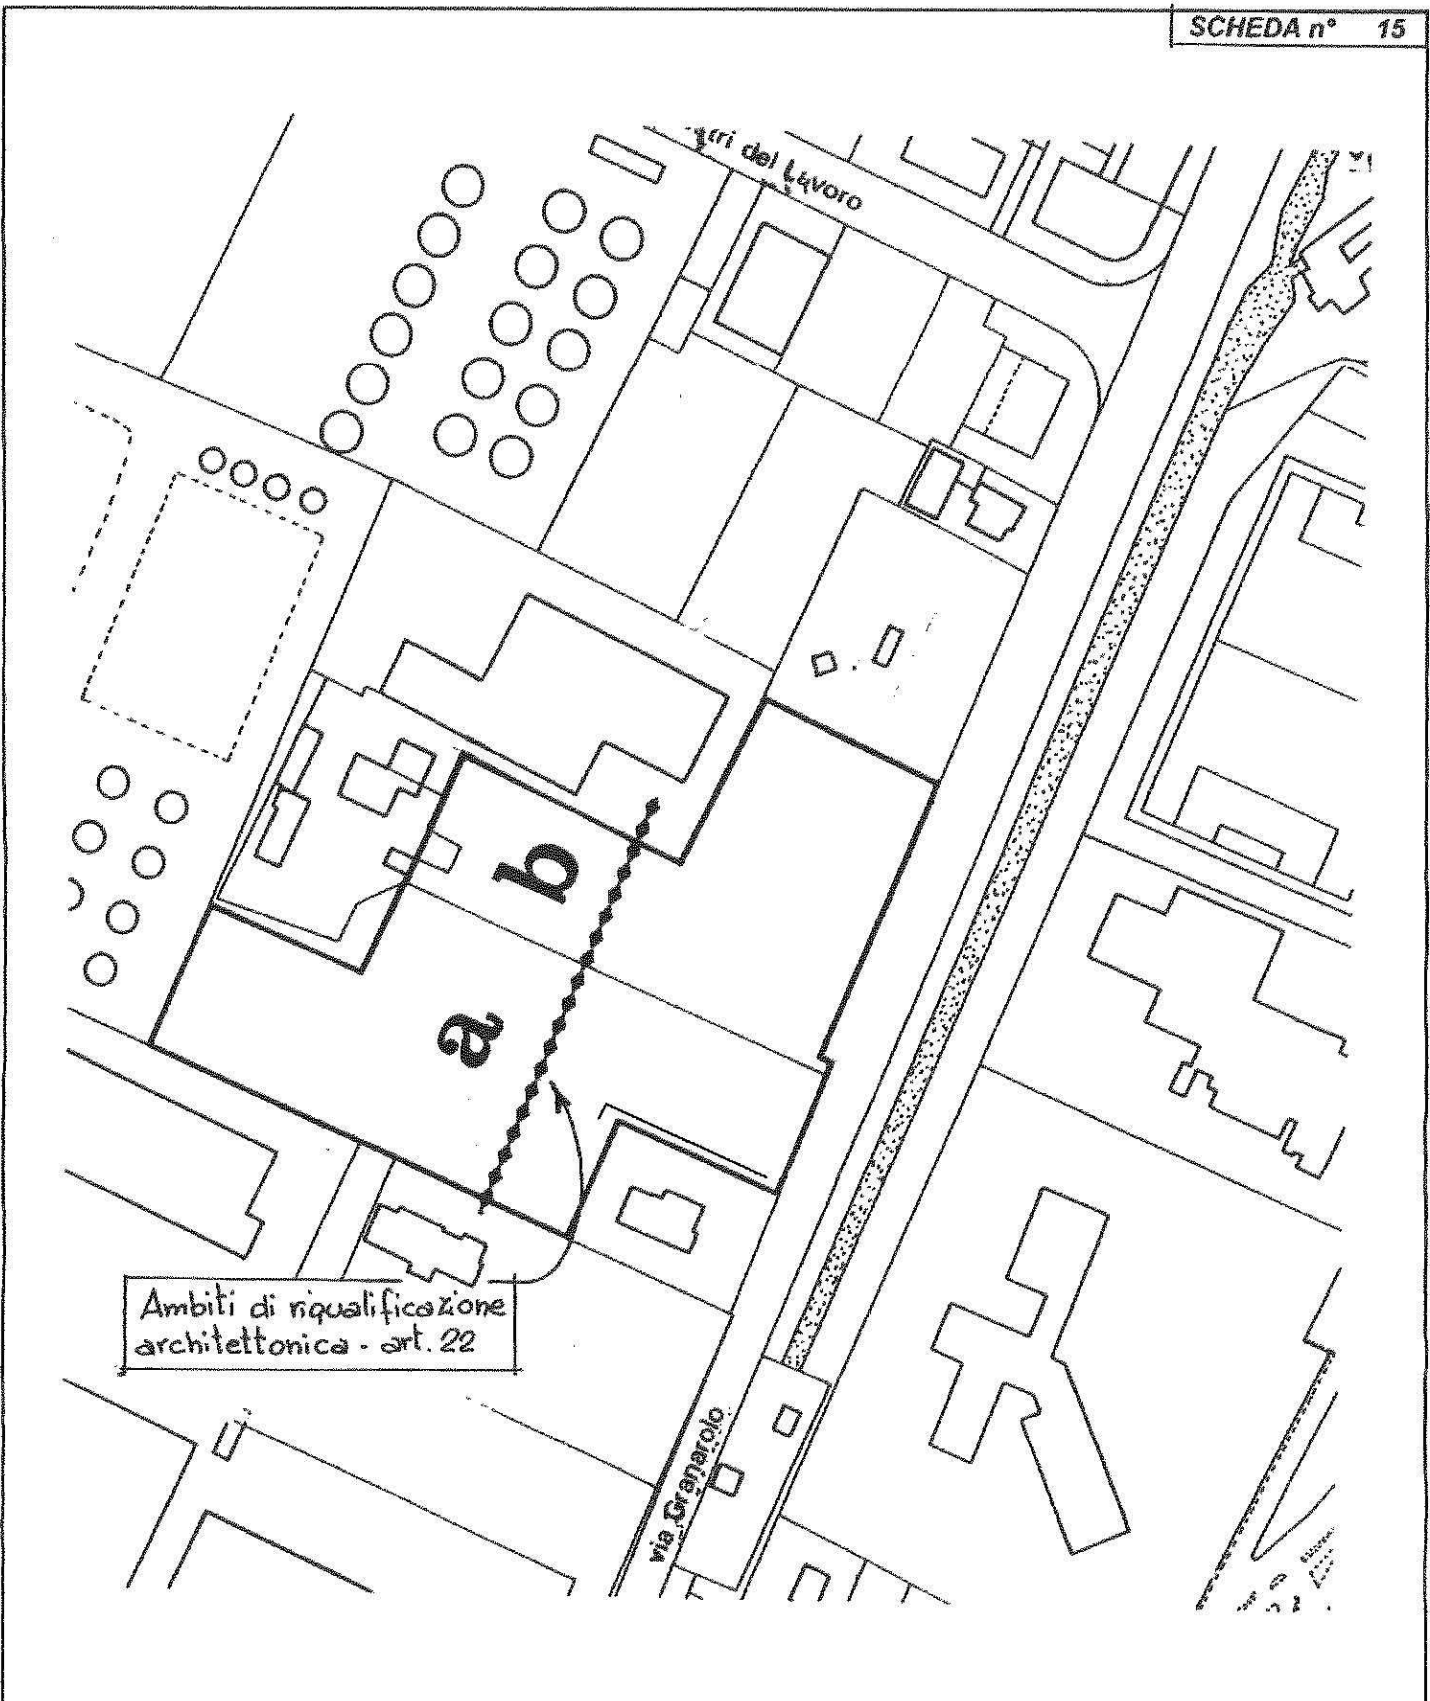 SCHEDA n° 15
del Lavoro
b
a
Ambiti di riqualificazione
architettonica - art. 22
via Granarolo